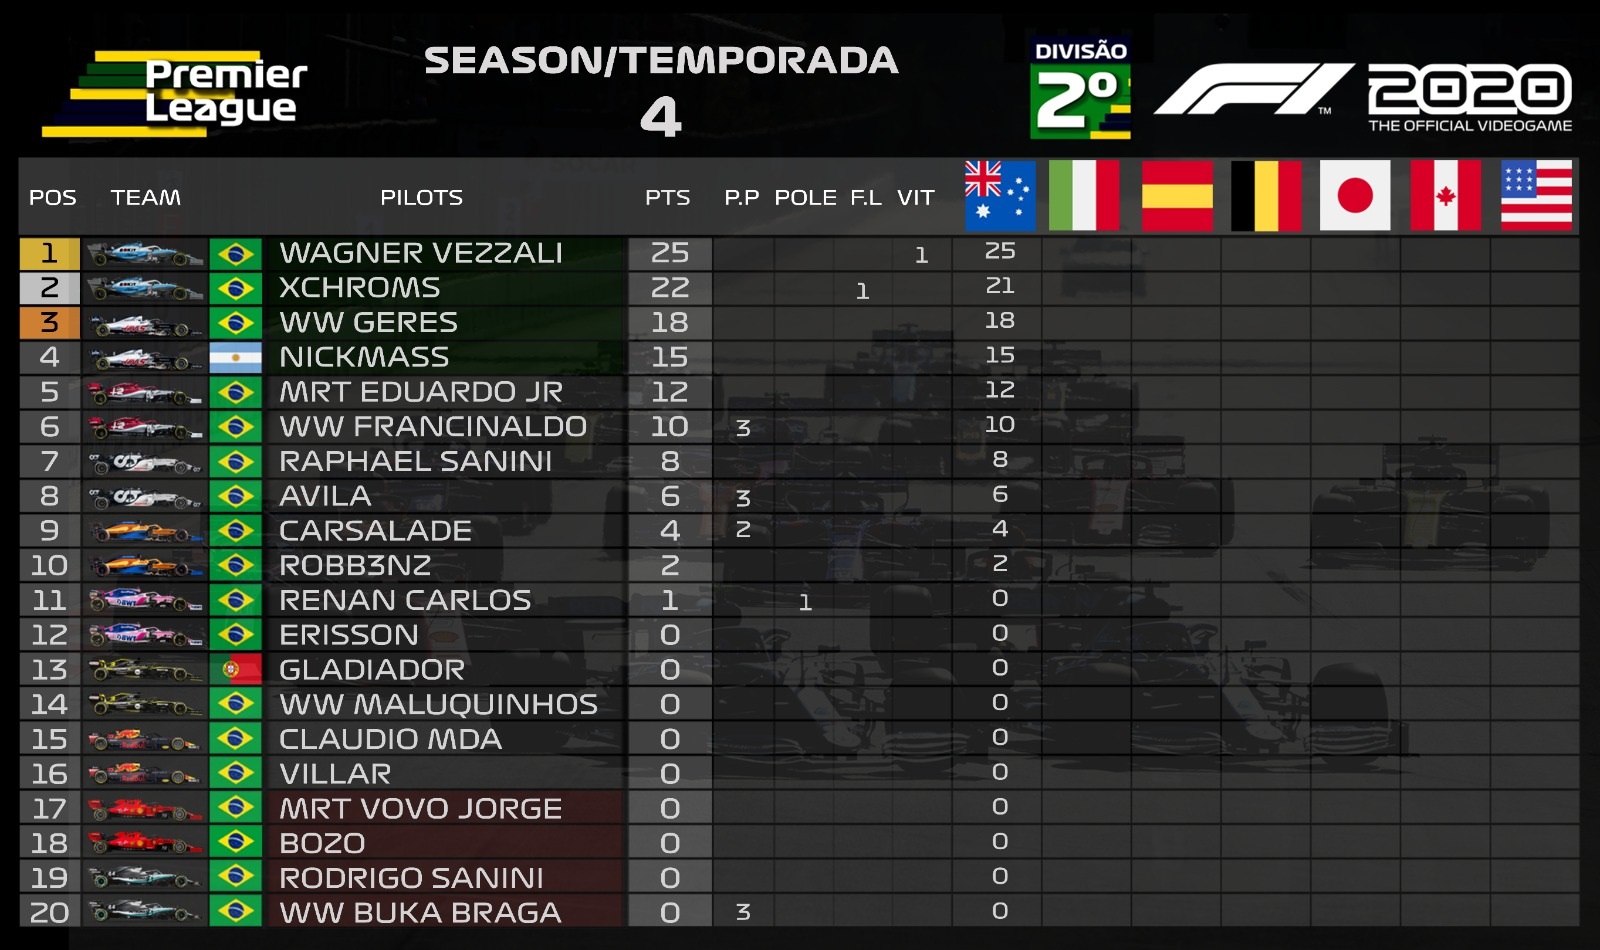 Premier
League
SEASON/TEMPORADA
4
DIVISÃO
2º
F1 TM
2020
THE OFFICIAL VIDEOGAME
POS TEAM PILOTS PTS P.P POLE F.L VIT
1 WAGNER VEZZALI 25 1 25
2 XCHROMS 22 1 21
3 WW GERES 18 18
4 NICKMASS 15 15
5 MRT EDUARDO JR 12 12
6 WW FRANCINALDO 10 3 10
7 RAPHAEL SANINI 8 8
8 AVILA 6 3 6
9 CARSALADE 4 2 4
10 ROBB3NZ 2 2
11 RENAN CARLOS 1 1 0
12 ERISSON 0 0
13 GLADIADOR 0 0
14 WW MALUQUINHOS 0 0
15 CLAUDIO MDA 0 0
16 VILLAR 0 0
17 MRT VOVO JORGE 0 0
18 BOZO 0 0
19 RODRIGO SANINI 0 0
20 WW BUKA BRAGA 0 3 0